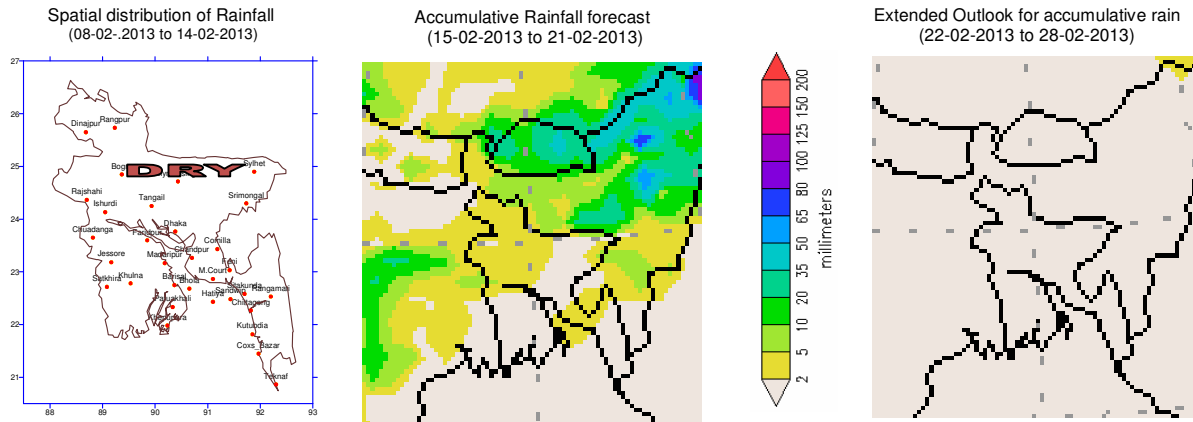 Spatial distribution of Rainfall
(08-02-.2013 to 14-02-2013)
Accumulative Rainfall forecast
(15-02-2013 to 21-02-2013)
Extended Outlook for accumulative rain
(22-02-2013 to 28-02-2013)
27
26
25
24
23
22
21
88
89
90
91
92
93
Dinajpur
Rangpur
DRY
Sylhet
Rajshahi
Ishurdi
Tangail
Srimongal
Chuadanga
Dhaka
Faridpur
Comilla
Jessore
Madaripur
Chandpur
Feni
M.Court
Satkhira
Khulna
Barisal
Bhola
Hatiya
Sandwip
Sitakunda
Rangamati
Patuakhali
Chittagong
Khepupara
Kutubdia
Coxs_Bazar
Teknaf
200
150
125
100
80
65
50
35
20
10
5
2
millimeters